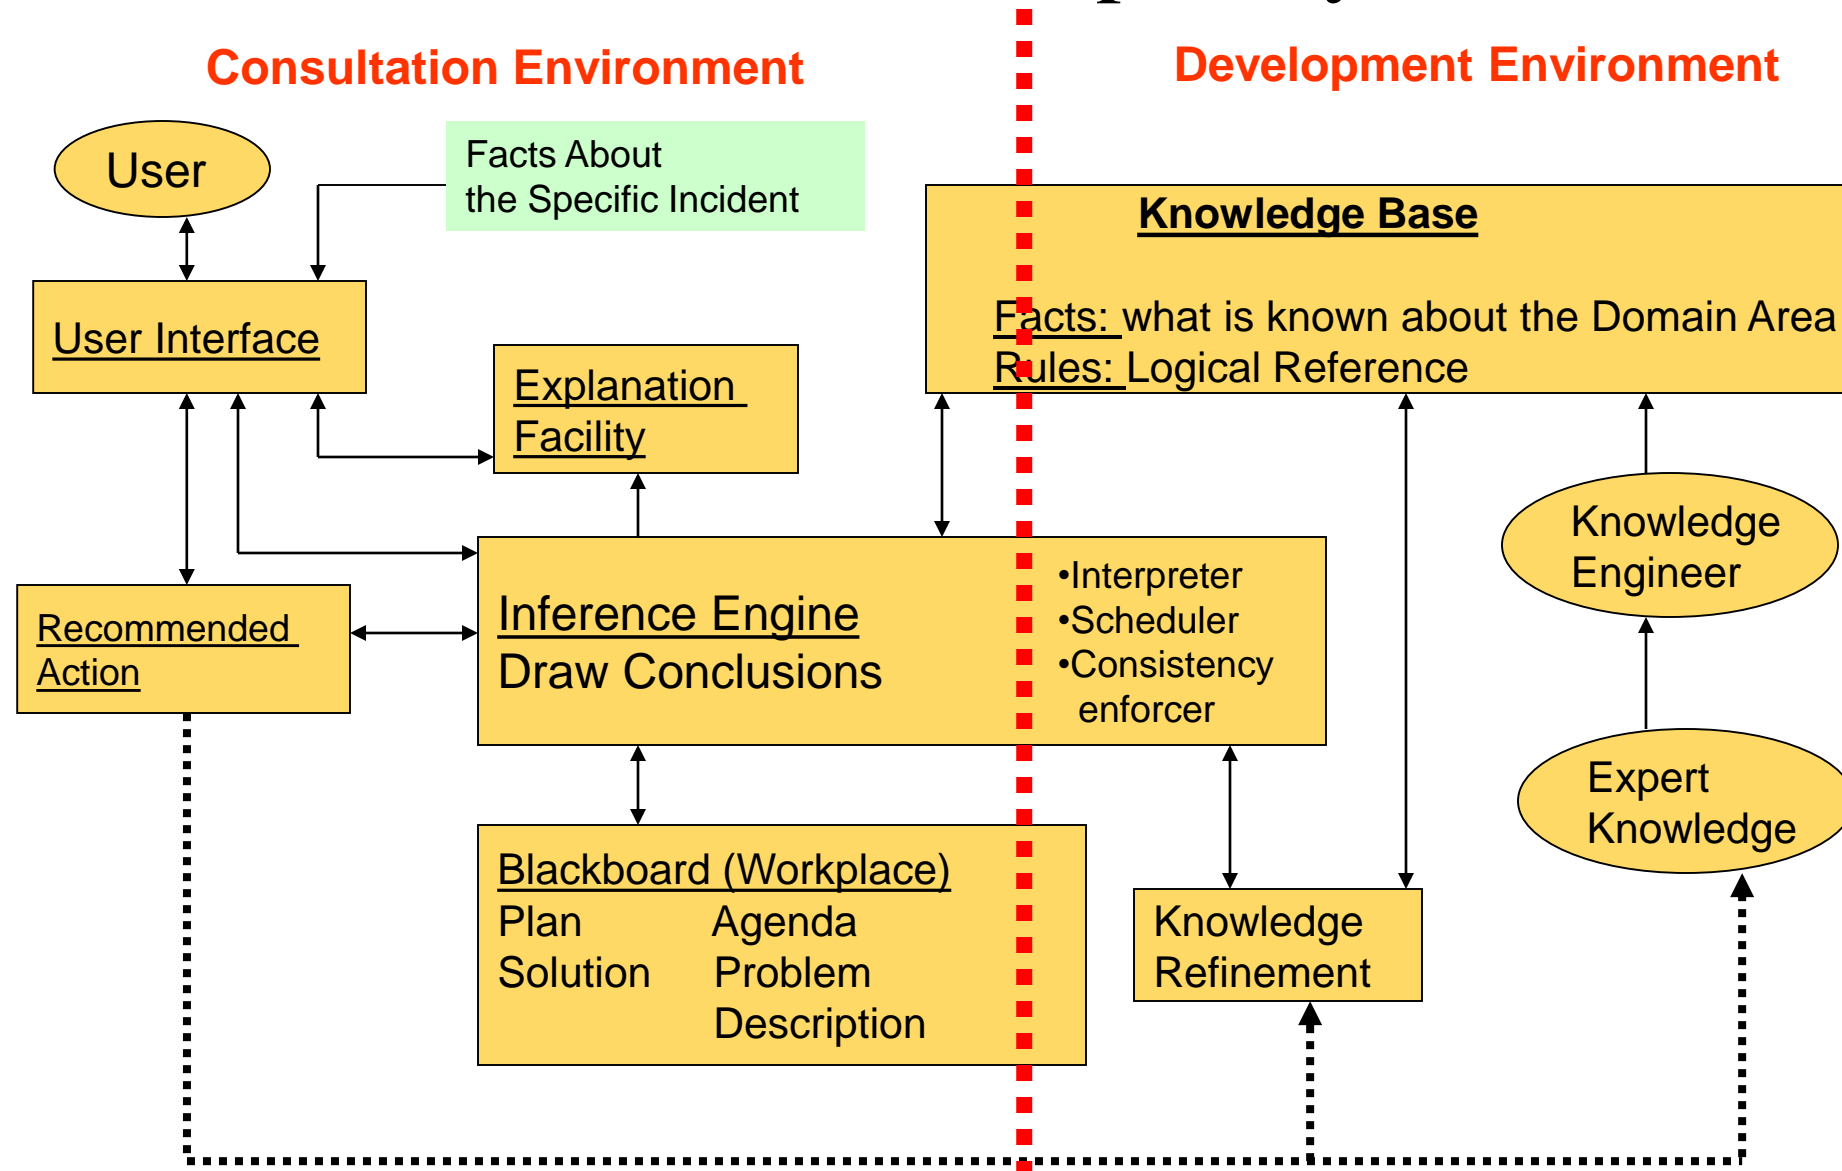 Consultation Environment
Development Environment
User
Facts About
the Specific Incident
Knowledge Base
User Interface
Facts: what is known about the Domain Area
Rules: Logical Reference
Explanation
Facility
Knowledge
Engineer
Inference Engine
Draw Conclusions
•Interpreter
•Scheduler
•Consistency
enforcer
Recommended
Action
Expert
Knowledge
Blackboard (Workplace)
Plan Agenda
Solution Problem
Description
Knowledge
Refinement